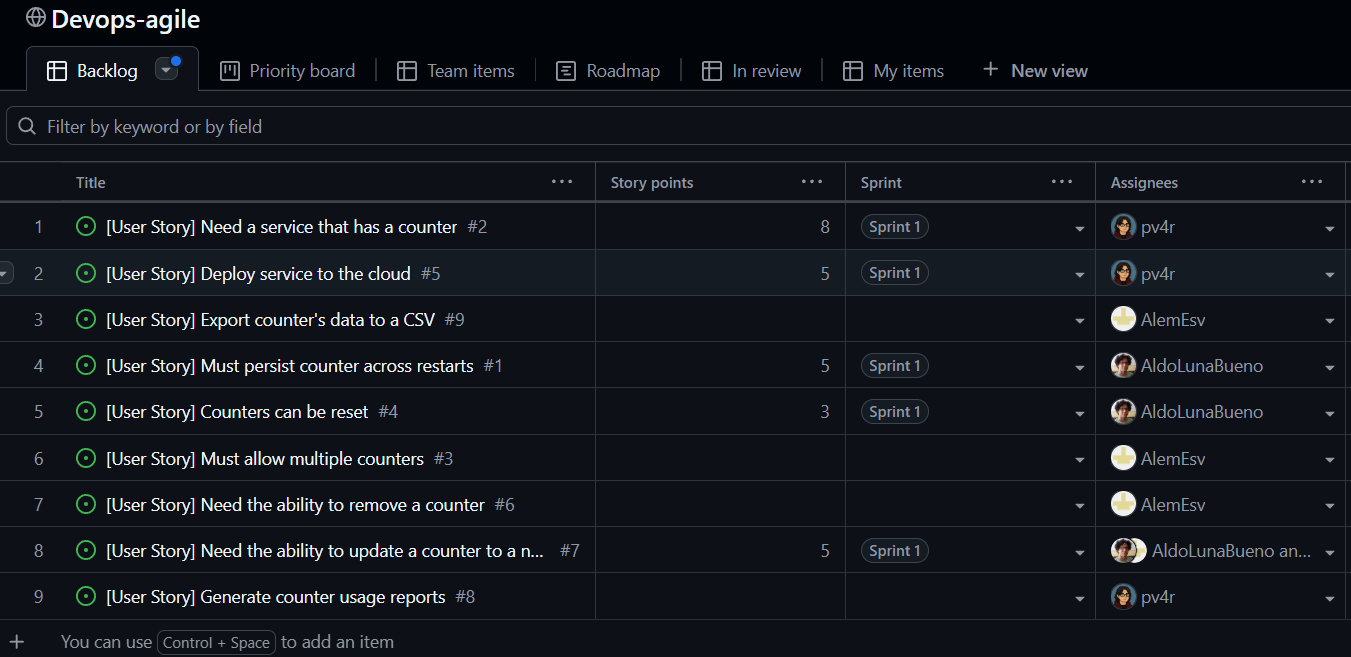 Devops-agile
Backlog Priority board Team items Roadmap In review My items + New view
Filter by keyword or by field
Title ... Story points ... Sprint ... Assignees ...
1 [User Story] Need a service that has a counter #2 8 Sprint 1 pv4r
2 [User Story] Deploy service to the cloud #5 5 Sprint 1 pv4r
3 [User Story] Export counter's data to a CSV #9 AlemEsv
4 [User Story] Must persist counter across restarts #1 5 Sprint 1 AldoLunaBueno
5 [User Story] Counters can be reset #4 3 Sprint 1 AldoLunaBueno
6 [User Story] Must allow multiple counters #3 AlemEsv
7 [User Story] Need the ability to remove a counter #6 AlemEsv
8 [User Story] Need the ability to update a counter to a n... #7 5 Sprint 1 AldoLunaBueno an...
9 [User Story] Generate counter usage reports #8 pv4r
+ You can use Control + Space to add an item